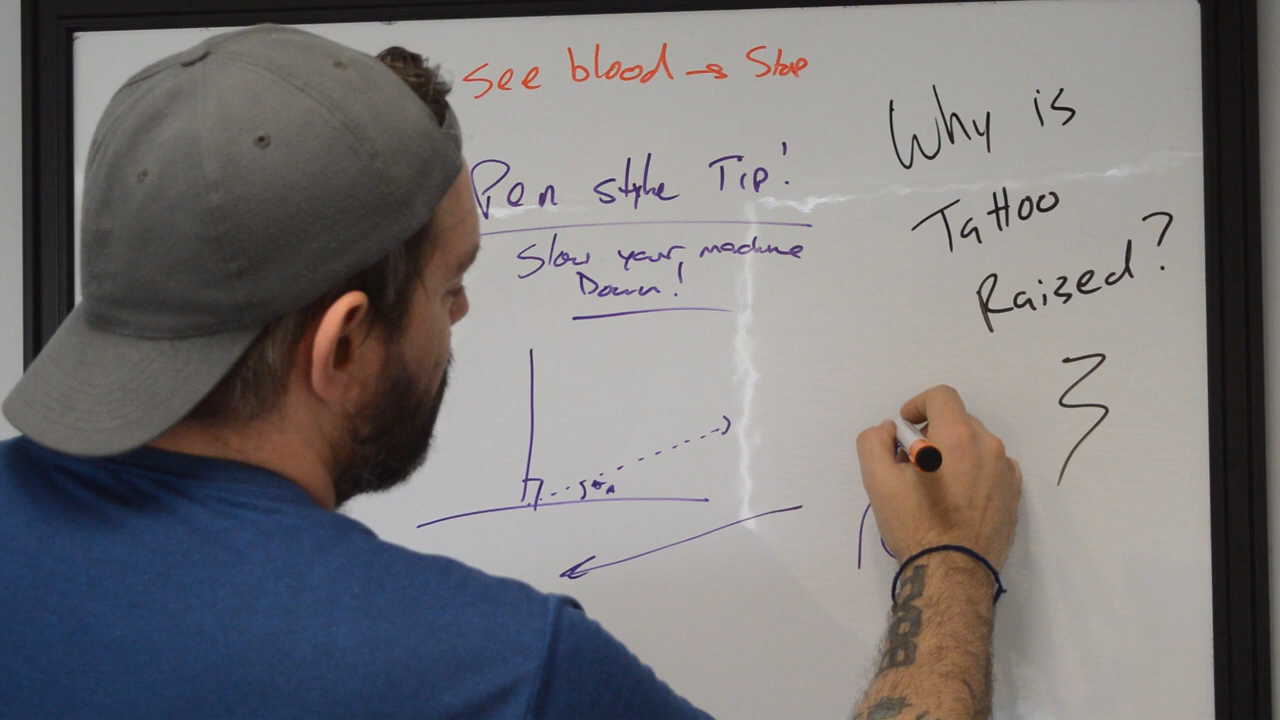 See blood → Stop
Pen style Tip!
Slow your machine
Down!
Why is
Tattoo
Raised?